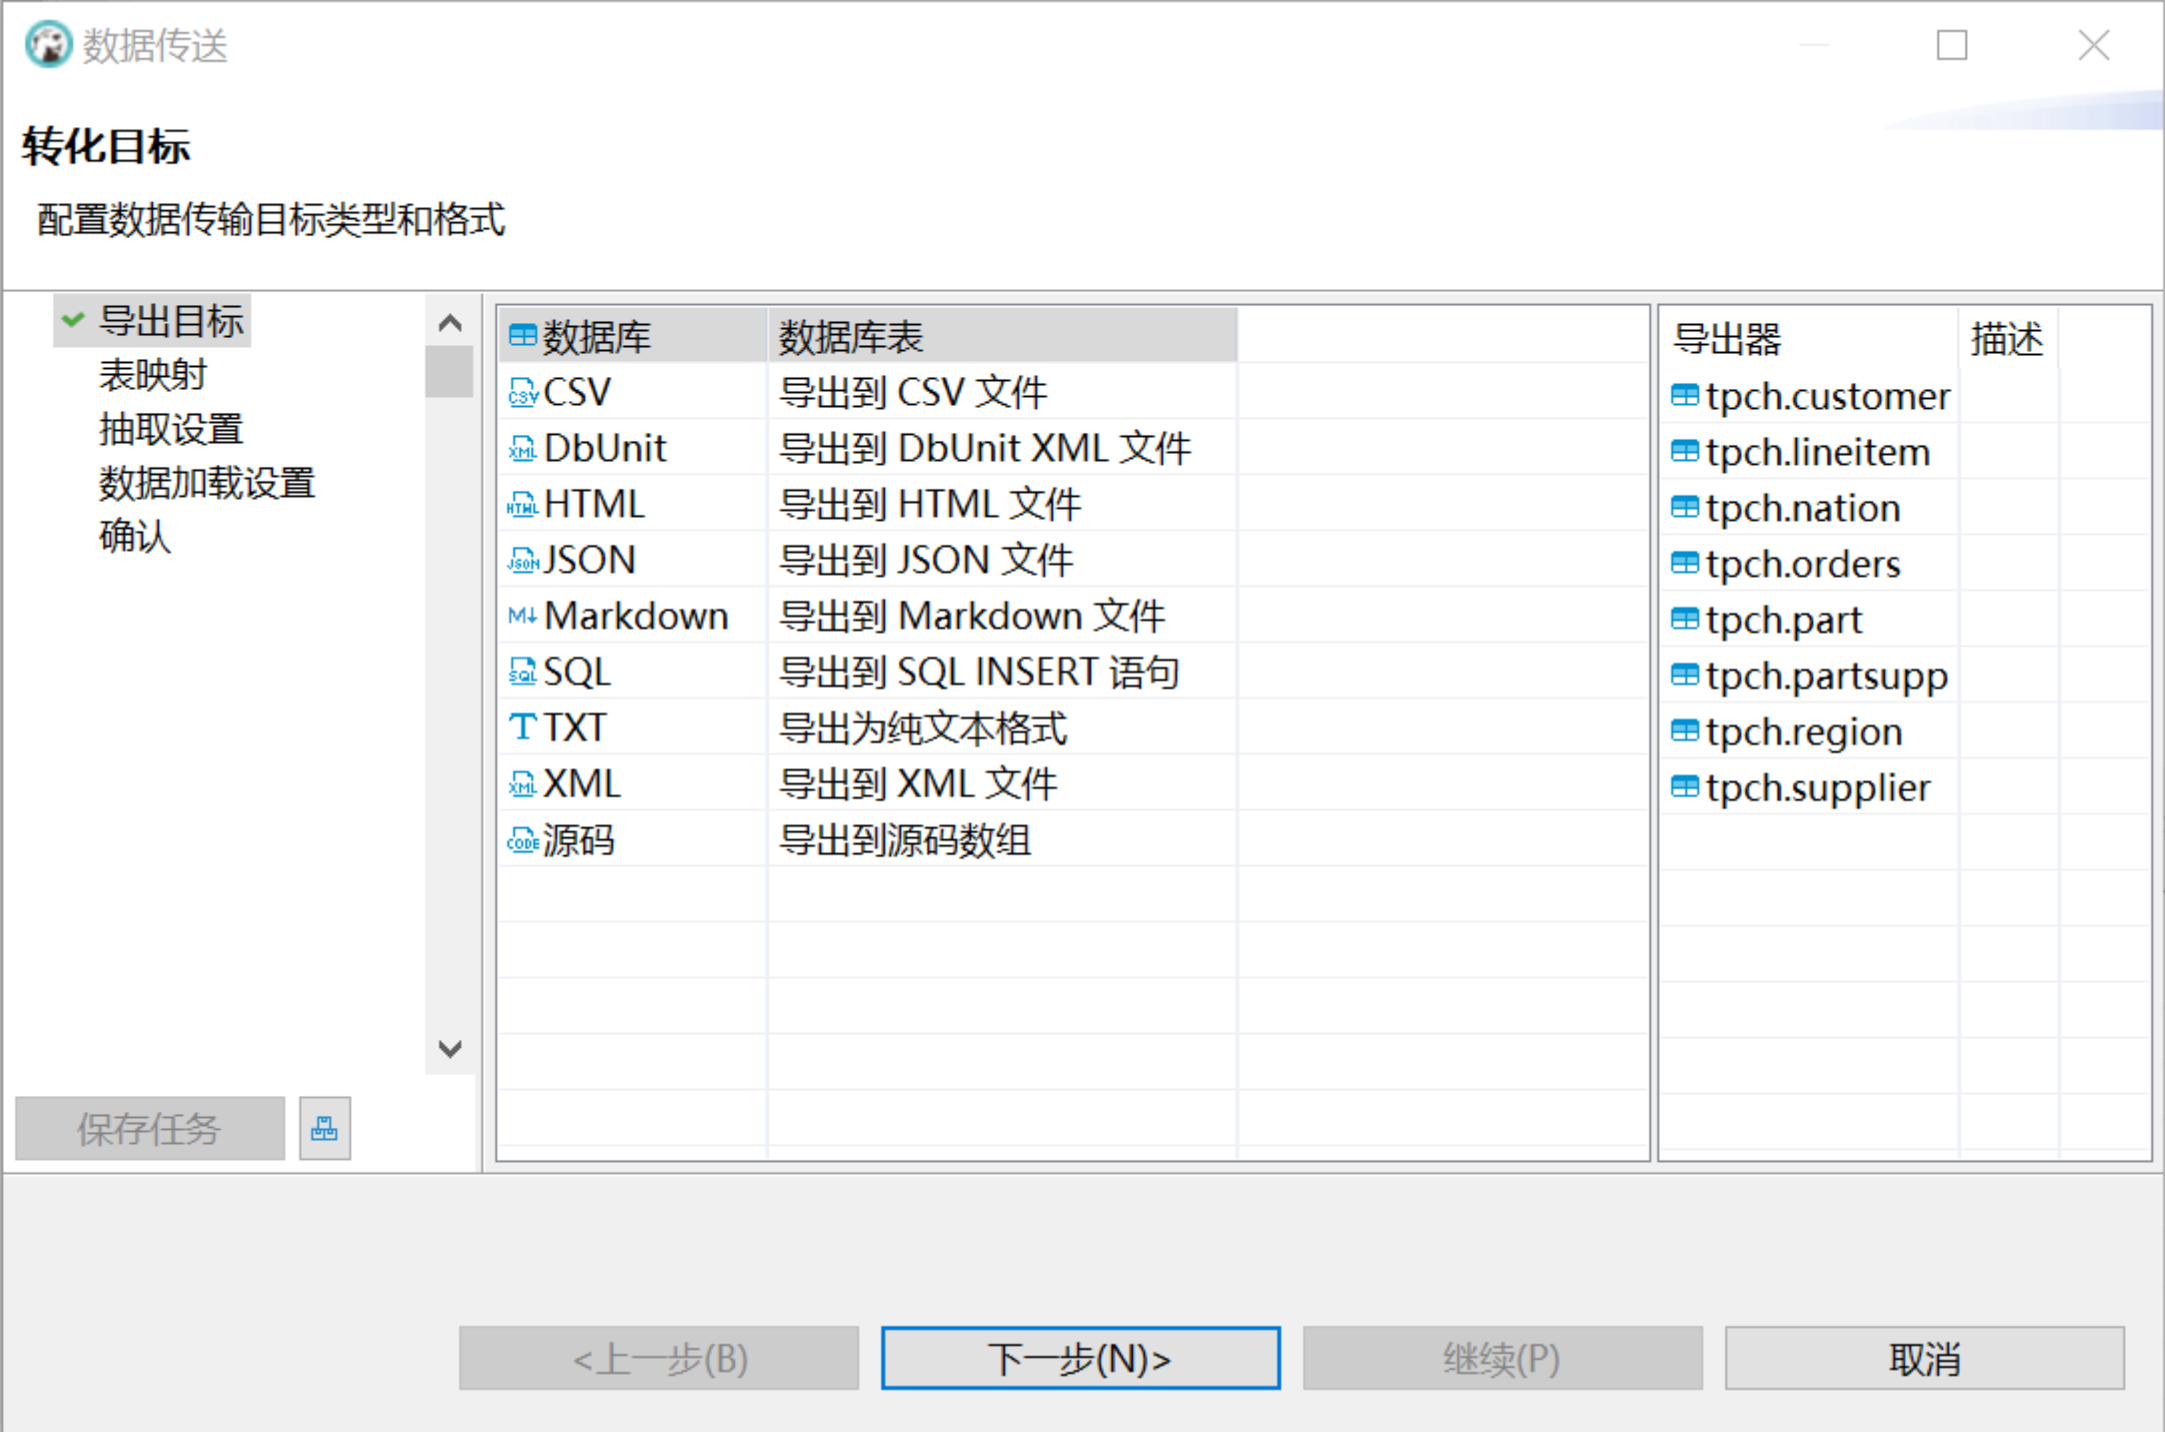 数据传送
转化目标
配置数据传输目标类型和格式
导出目标
表映射
抽取设置
数据加载设置
确认
保存任务
数据库 数据库表
CSV 导出到 CSV 文件
DbUnit 导出到 DbUnit XML 文件
HTML 导出到 HTML 文件
JSON 导出到 JSON 文件
Markdown 导出到 Markdown 文件
SQL 导出到 SQL INSERT 语句
TXT 导出为纯文本格式
XML 导出到 XML 文件
源码 导出到源码数组
导出器 描述
tpch.customer
tpch.lineitem
tpch.nation
tpch.orders
tpch.part
tpch.partsupp
tpch.region
tpch.supplier
<上一步(B) 下一步(N)> 继续(P) 取消